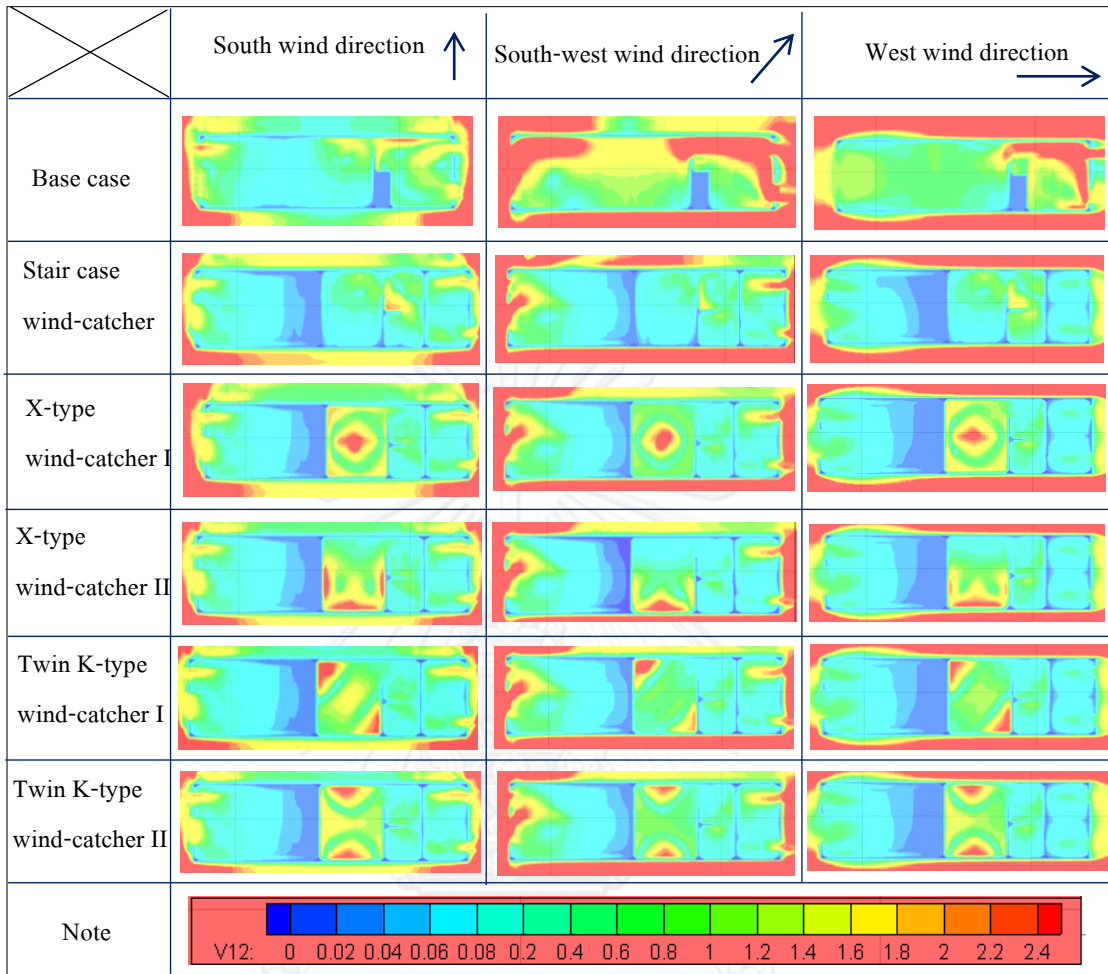 South wind direction
South-west wind direction
West wind direction
Base case
Stair case
wind-catcher
X-type
wind-catcher I
X-type
wind-catcher II
Twin K-type
wind-catcher I
Twin K-type
wind-catcher II
Note
V12: 0 0.02 0.04 0.06 0.08 0.2 0.4 0.6 0.8 1 1.2 1.4 1.6 1.8 2 2.2 2.4